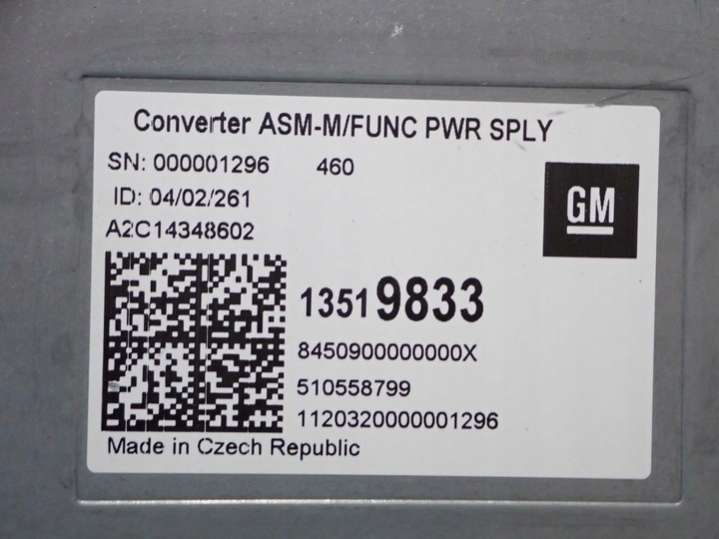 Converter ASM-M/FUNC PWR SPLY
SN: 000001296 460
ID: 04/02/261
A2C14348602
GM
13519833
8450900000000X
510558799
1120320000001296
Made in Czech Republic